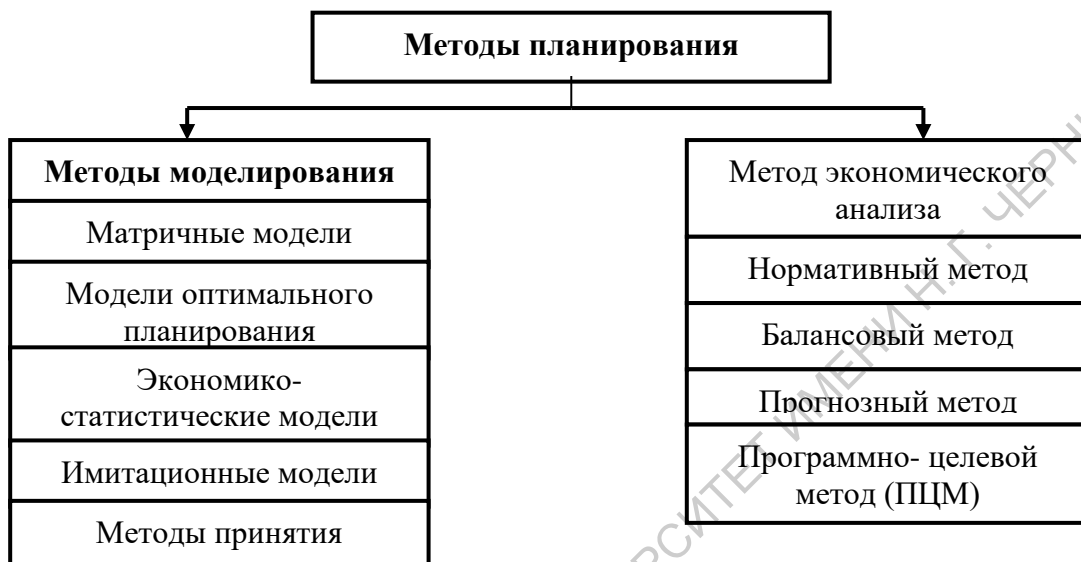 Методы планирования
Методы моделирования
Матричные модели
Модели оптимального
планирования
Экономико-
статистические модели
Имитационные модели
Методы принятия
Метод экономического
анализа
Нормативный метод
Балансовый метод
Прогнозный метод
Программно- целевой
метод (ПЦМ)
ИМЕНИ Н. Г.